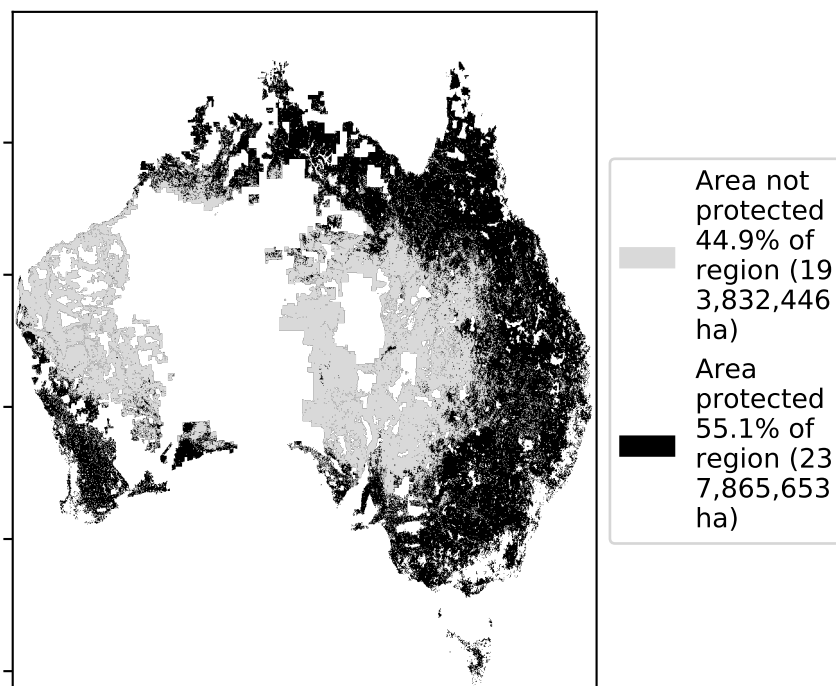 Area not
protected
44.9% of
region (19
3,832,446
ha)
Area
protected
55.1% of
region (23
7,865,653
ha)